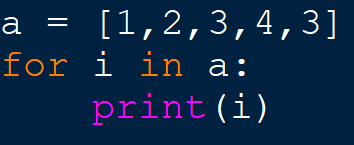 a = [1,2,3,4,3]
for i in a:
    print(i)